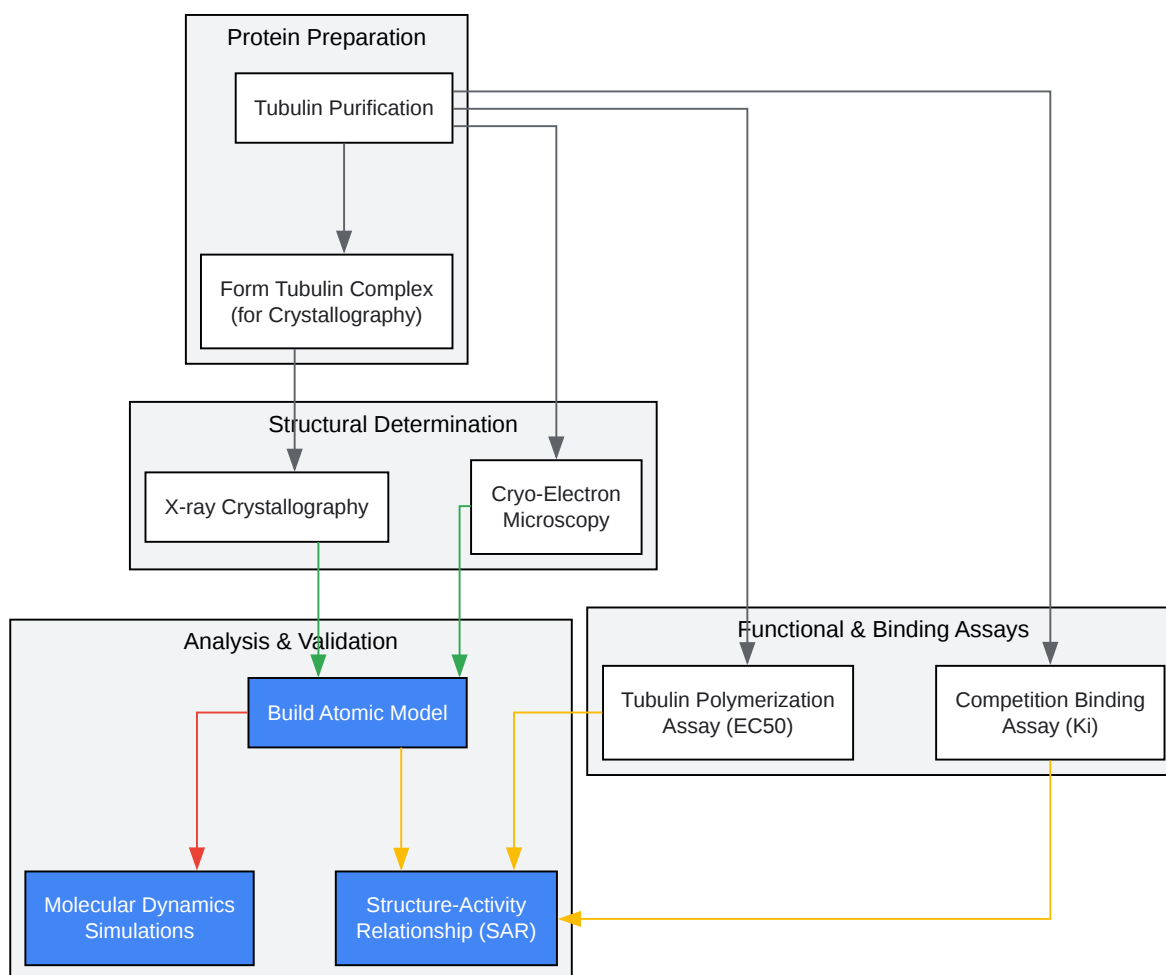 Protein Preparation
Tubulin Purification
Form Tubulin Complex
(for Crystallography)
Structural Determination
X-ray Crystallography
Cryo-Electron
Microscopy
Analysis & Validation
Build Atomic Model
Molecular Dynamics
Simulations
Structure-Activity
Relationship (SAR)
Functional & Binding Assays
Tubulin Polymerization
Assay (EC50)
Competition Binding
Assay (Ki)